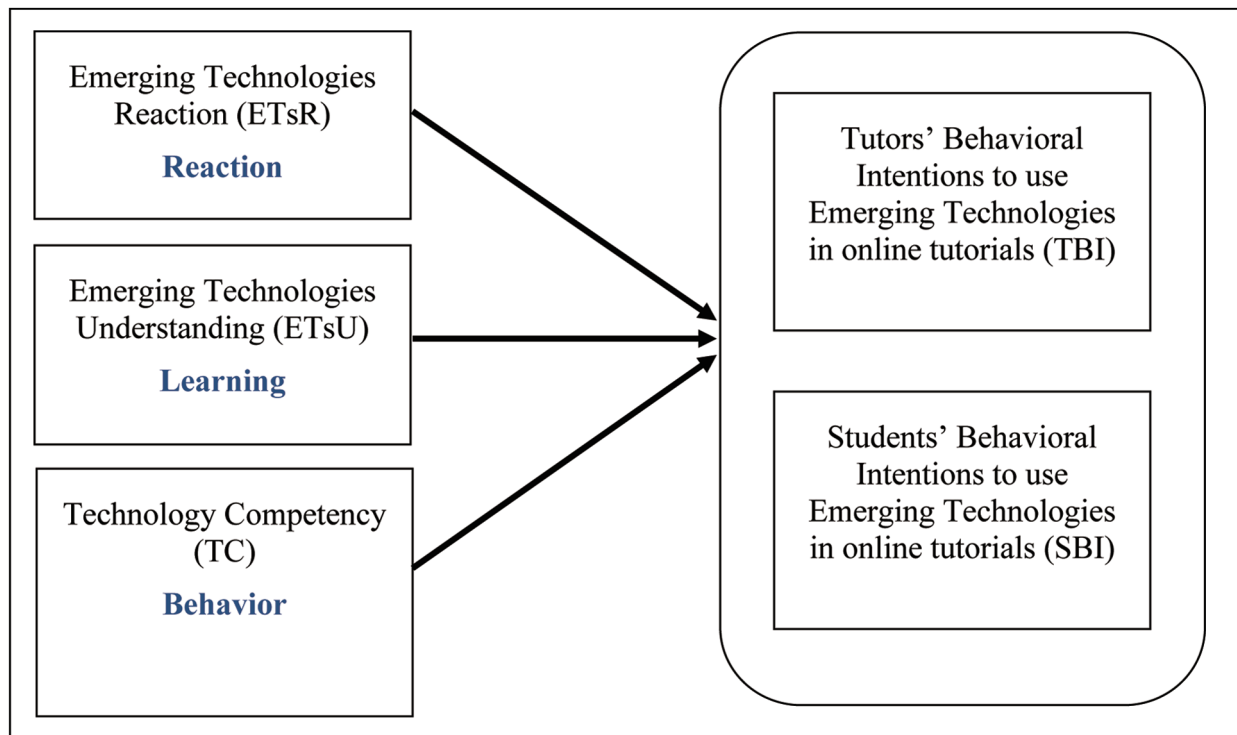 Emerging Technologies
Reaction (ETsR)
Reaction
Emerging Technologies
Understanding (ETsU)
Learning
Technology Competency
(TC)
Behavior
Tutors’ Behavioral
Intentions to use
Emerging Technologies
in online tutorials (TBI)
Students’ Behavioral
Intentions to use
Emerging Technologies
in online tutorials (SBI)